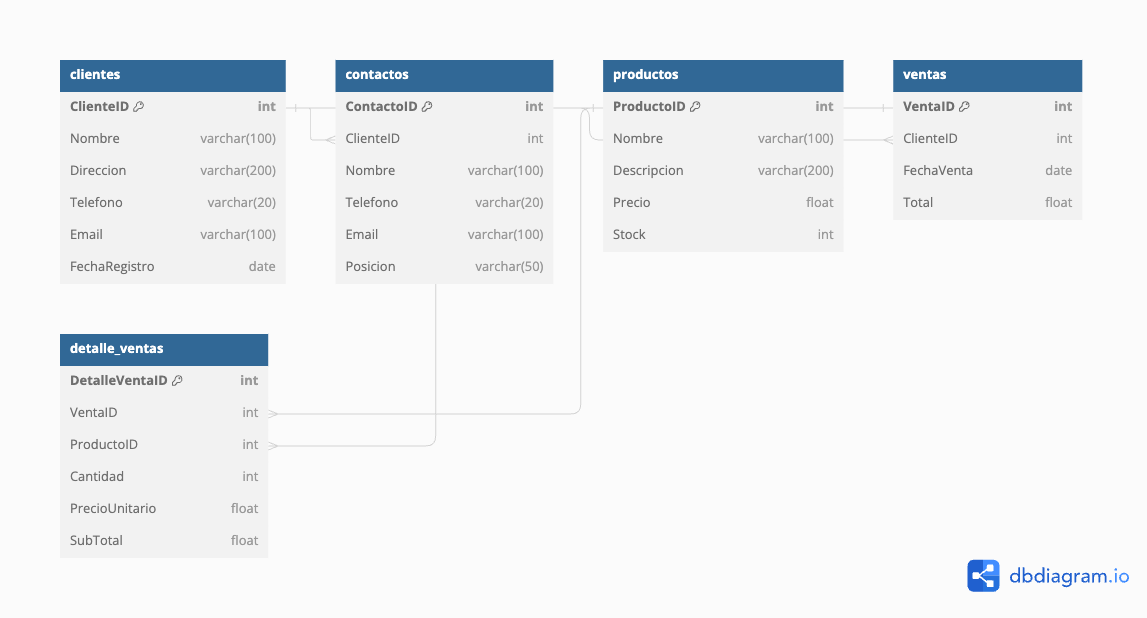 clientes
ClienteID int
Nombre varchar(100)
Direccion varchar(200)
Telefono varchar(20)
Email varchar(100)
FechaRegistro date
contactos
ContactoID int
ClienteID int
Nombre varchar(100)
Telefono varchar(20)
Email varchar(100)
Posicion varchar(50)
productos
ProductoID int
Nombre varchar(100)
Descripcion varchar(200)
Precio float
Stock int
ventas
VentaID int
ClienteID int
FechaVenta date
Total float
detalle_ventas
DetalleVentaID int
VentaID int
ProductoID int
Cantidad int
PrecioUnitario float
SubTotal float
dbdiagram.io